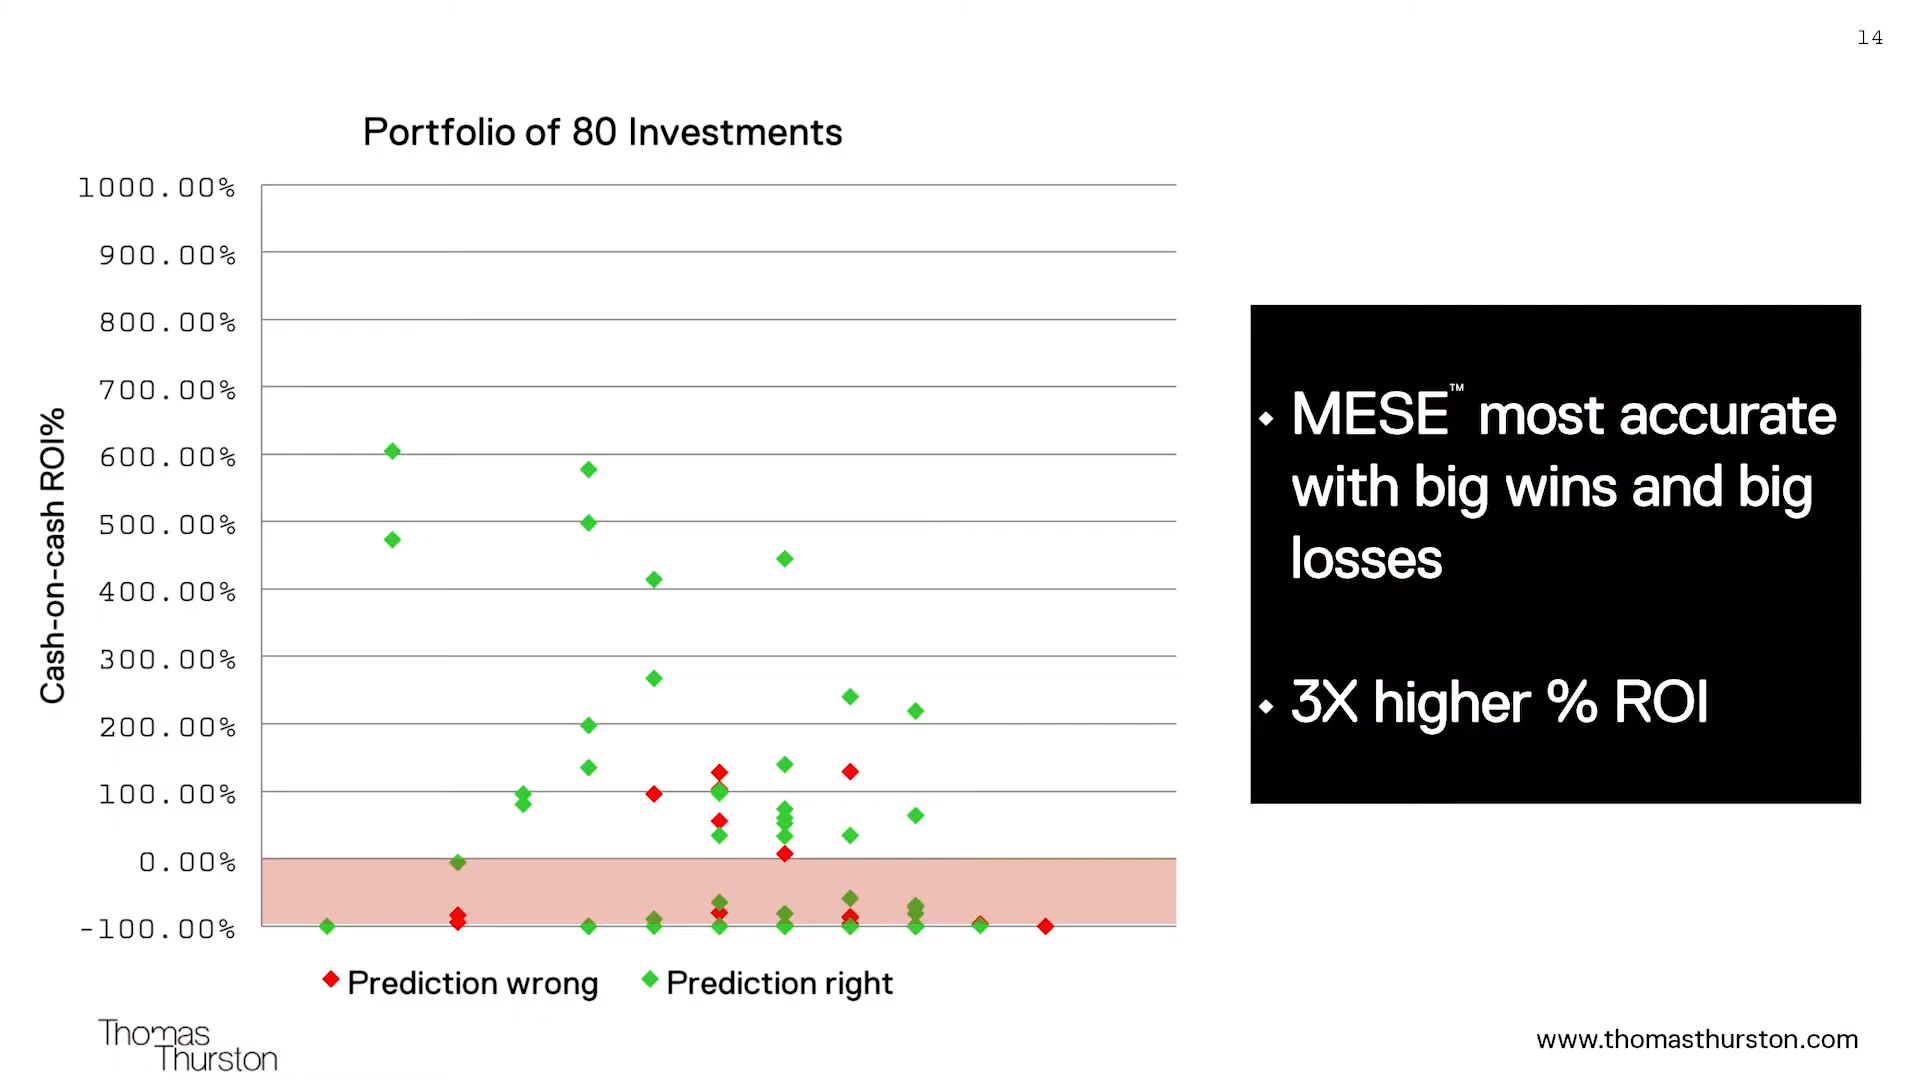 14
Portfolio of 80 Investments
1000.00%
900.00%
800.00%
700.00%
600.00%
500.00%
400.00%
300.00%
200.00%
100.00%
0.00%
-100.00%
Cash-on-cash ROI%
Prediction wrong
Prediction right
MESE™ most accurate
with big wins and big
losses
3X higher % ROI
Thomas
Thurston
www.thomasthurston.com